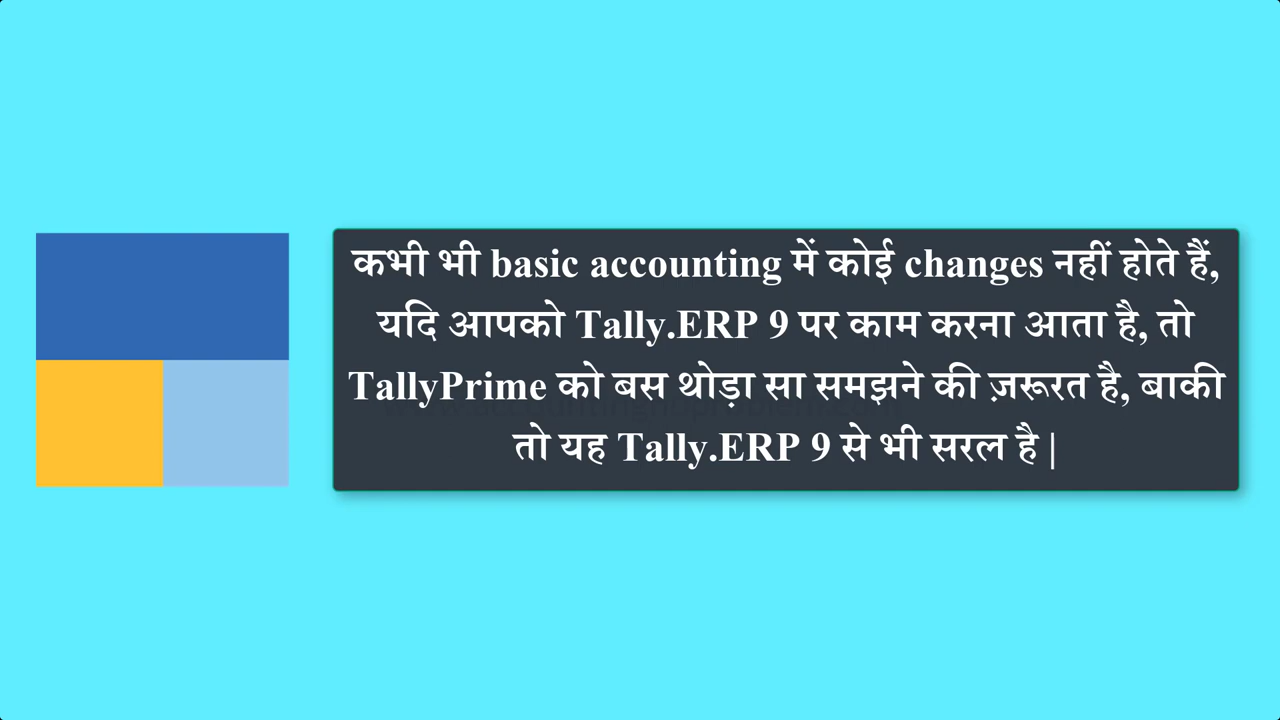 कभी भी basic accounting में कोई changes नहीं होते हैं,
यदि आपको Tally.ERP 9 पर काम करना आता है, तो
TallyPrime को बस थोड़ा सा समझने की ज़रूरत है, बाकी
तो यह Tally.ERP 9 से भी सरल है |